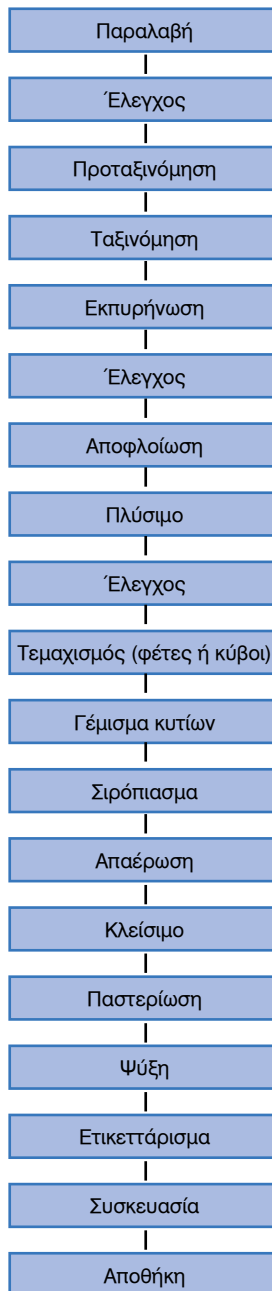 Παραλαβή
Έλεγχος
Προταξινόμηση
Ταξινόμηση
Εκπυρήνωση
Έλεγχος
Αποφλοίωση
Πλύσιμο
Έλεγχος
Τεμαχισμός (φέτες ή κύβοι)
Γέμισμα κυτίων
Σιρόπιασμα
Απαέρωση
Κλείσιμο
Παστερίωση
Ψύξη
Ετικεττάρισμα
Συσκευασία
Αποθήκη